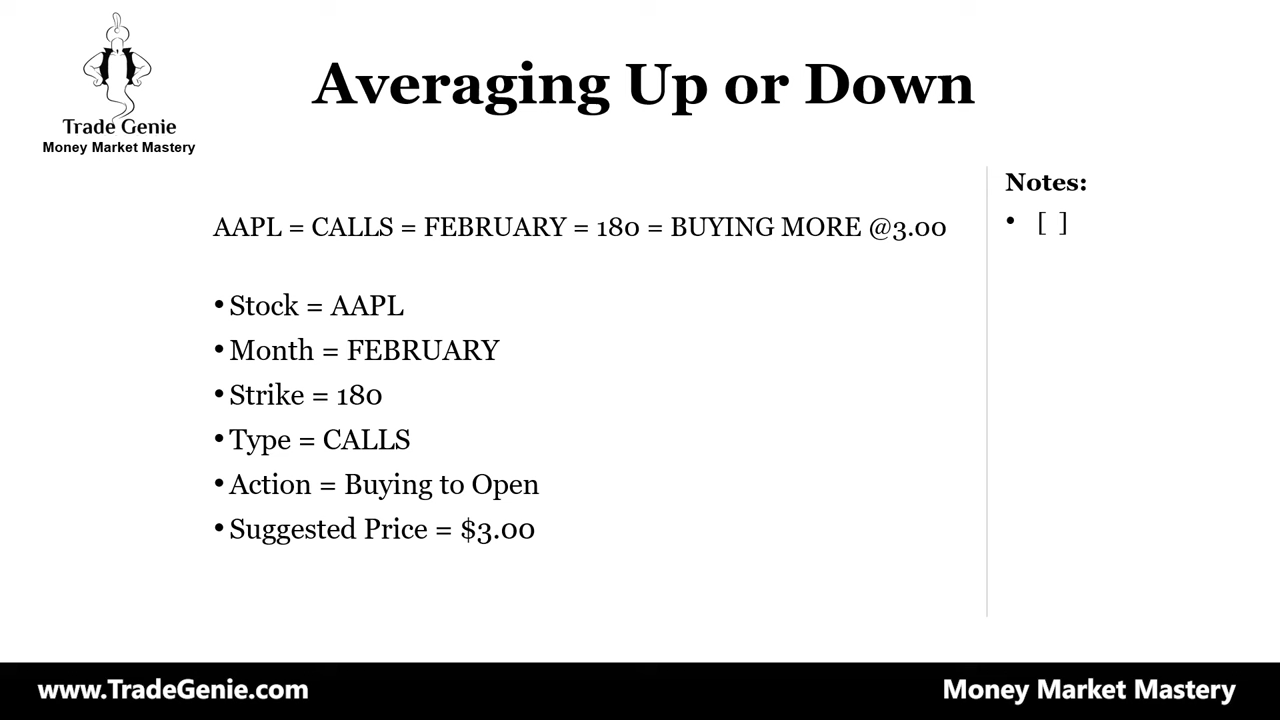 Trade Genie
Money Market Mastery
Averaging Up or Down
AAPL = CALLS = FEBRUARY = 180 = BUYING MORE @3.00
• Stock = AAPL
• Month = FEBRUARY
• Strike = 180
• Type = CALLS
• Action = Buying to Open
• Suggested Price = $3.00
Notes:
• [ ]
www.TradeGenie.com
Money Market Mastery